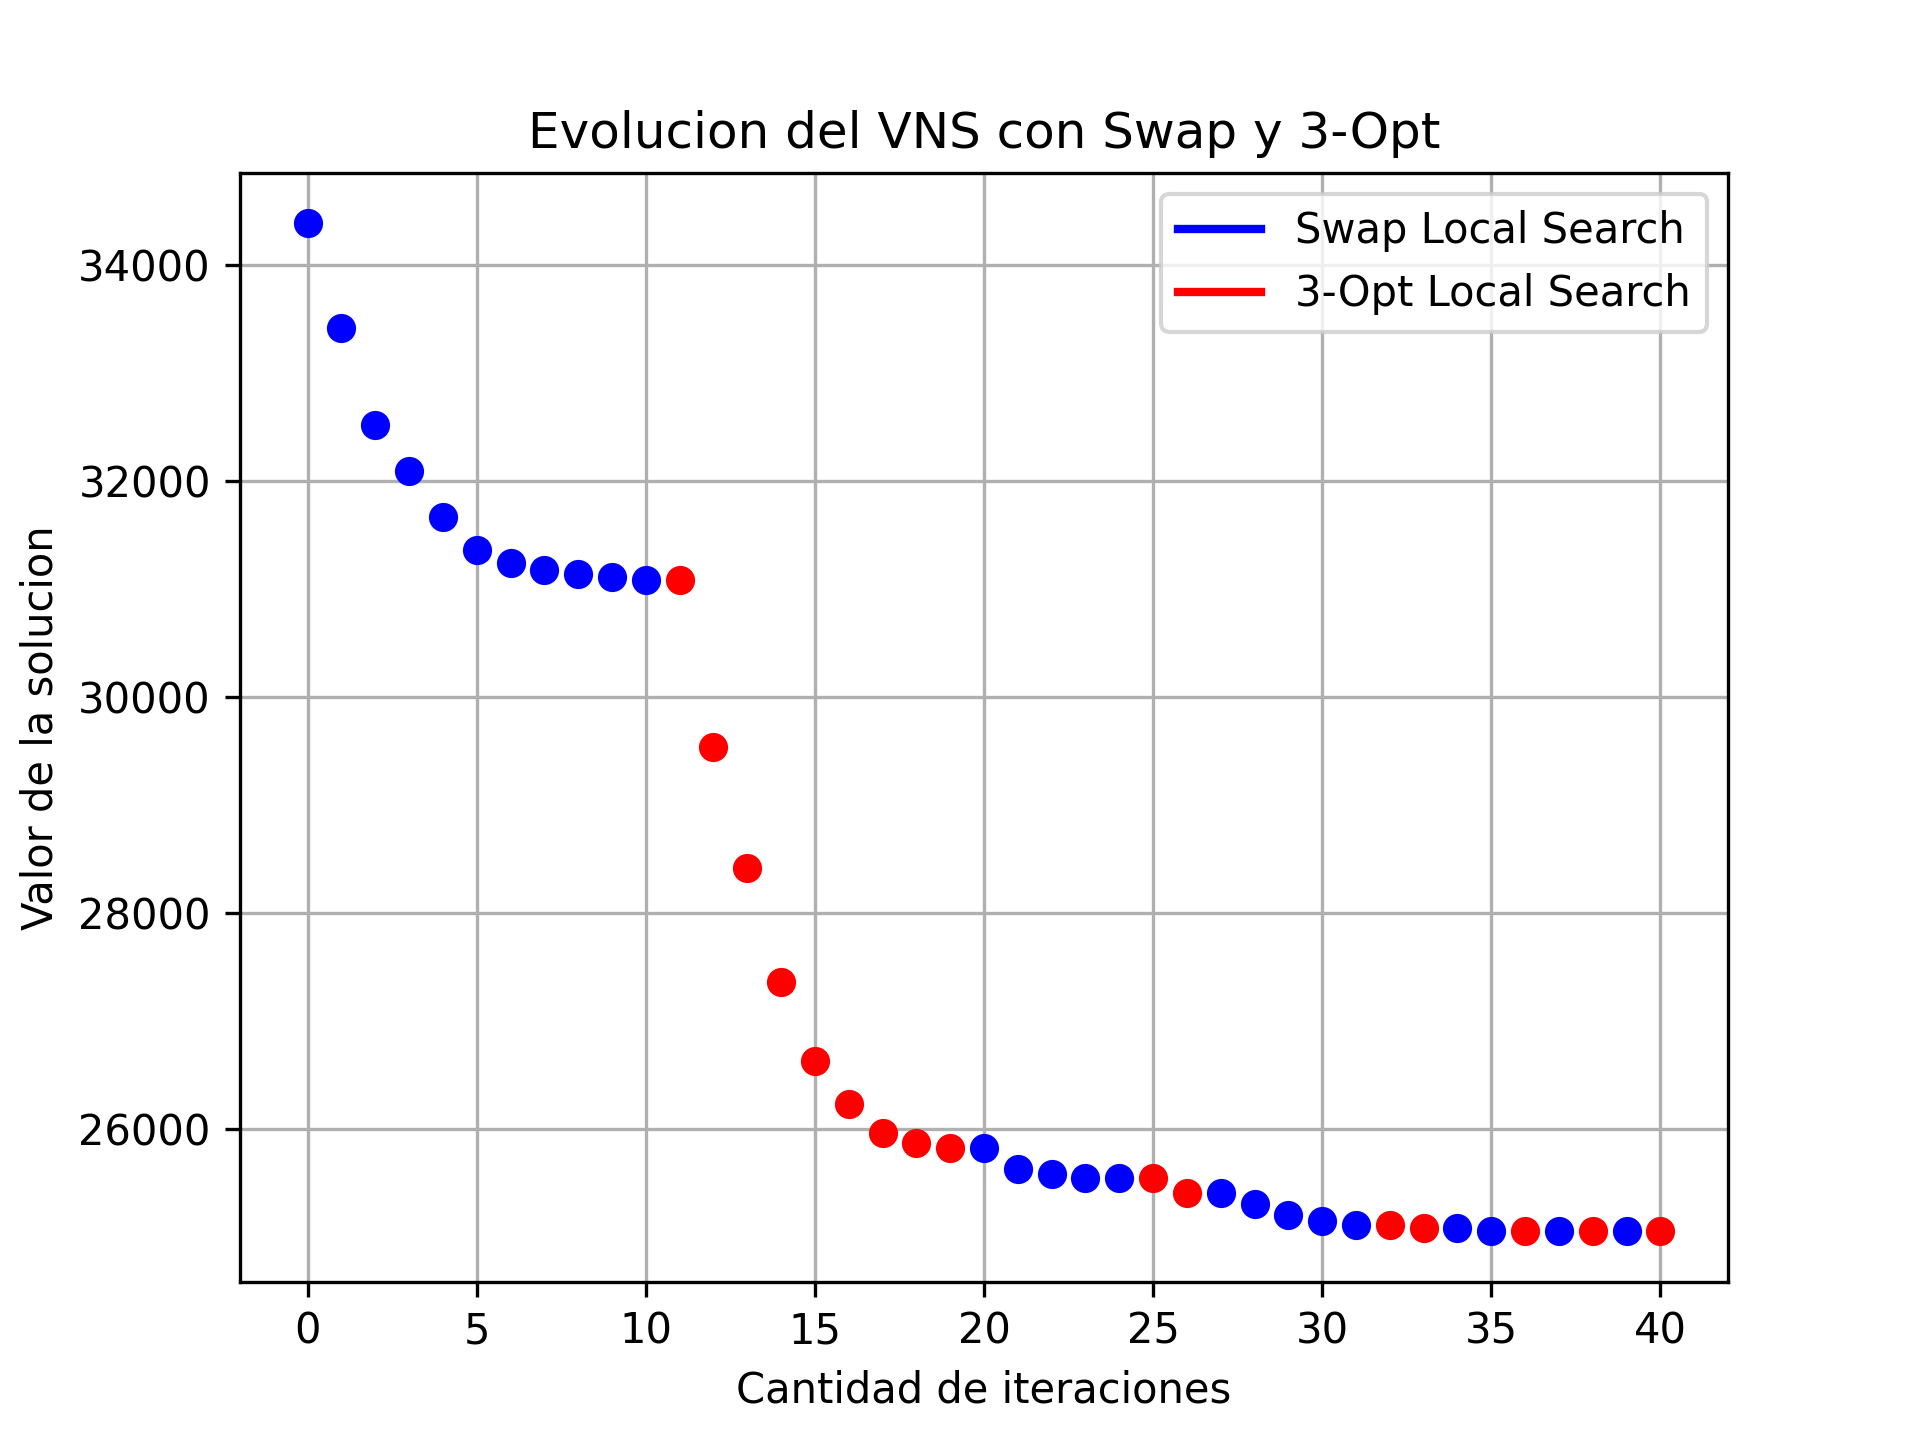 Evolucion del VNS con Swap y 3-Opt
Swap Local Search
3-Opt Local Search
Valor de la solucion
34000
32000
30000
28000
26000
0 5 10 15 20 25 30 35 40
Cantidad de iteraciones